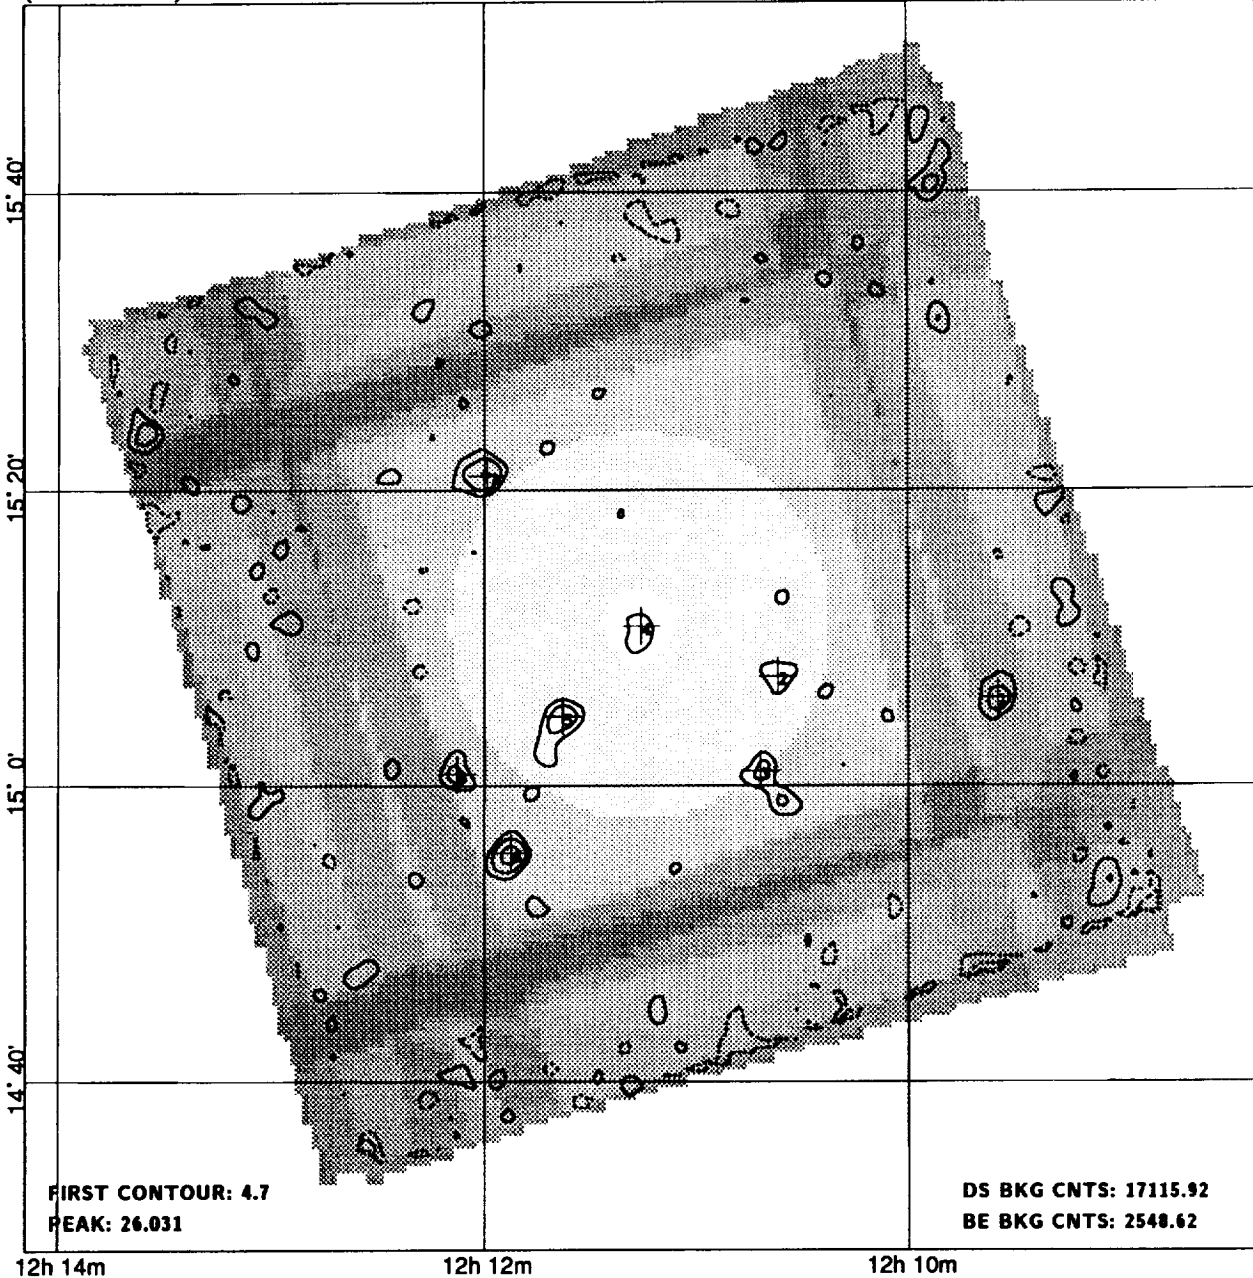 15° 40'
15° 20'
15° 0'
14° 40'
2
FIRST CONTOUR: 4.7
PEAK: 26.031
DS BKG CNTS: 17115.92
BE BKG CNTS: 2548.62
12h 14m
12h 12m
12h 10m